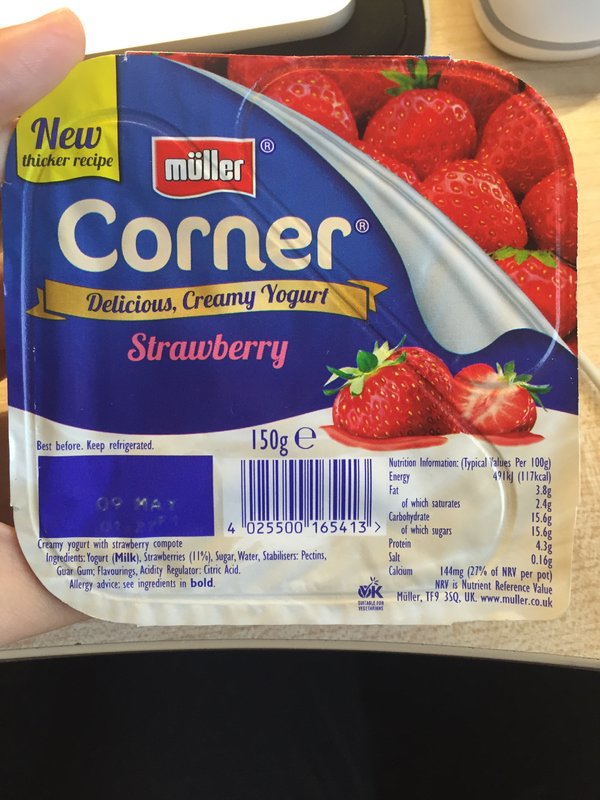 New
thicker recipe
müller®
Corner®
Delicious, Creamy Yogurt
Strawberry
Best before. Keep refrigerated.
150g ℮
09 MAY
4 025500 165413 >
Creamy yogurt with strawberry compote
Ingredients: Yogurt (Milk), Strawberries (11%), Sugar, Water, Stabilisers: Pectins,
Guar Gum; Flavourings, Acidity Regulator: Citric Acid.
Allergy advice: see ingredients in bold.
Nutrition Information: (Typical Values Per 100g)
Energy 491kJ (117kcal)
Fat 3.8g
of which saturates 2.4g
Carbohydrate 15.6g
of which sugars 15.6g
Protein 4.3g
Salt 0.16g
Calcium 144mg (27% of NRV per pot)
NRV is Nutrient Reference Value
Müller, TF9 3SQ, UK. www.muller.co.uk
UK
SUITABLE FOR
VEGETARIANS